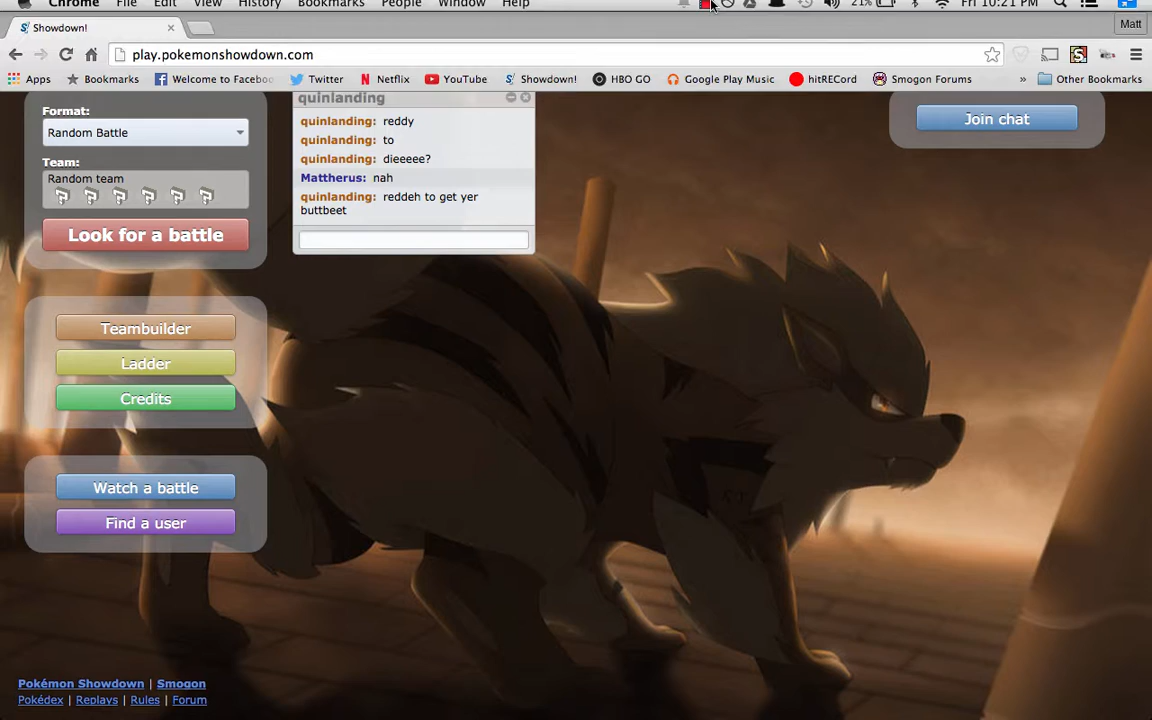 Chrome File Edit View History Bookmarks People Window Help 21% Fri 10:21 PM
Showdown! Matt
play.pokemonshowdown.com
Apps Bookmarks Welcome to Facebo Twitter Netflix YouTube Showdown! HBO GO Google Play Music hitRECord Smogon Forums » Other Bookmarks
Format:
Random Battle
Team:
Random team
Look for a battle
Teambuilder
Ladder
Credits
Watch a battle
Find a user
quinlanding
quinlanding: reddy
quinlanding: to
quinlanding: dieeeee?
Mattherus: nah
quinlanding: reddeh to get yer
buttbeet
Join chat
Pokémon Showdown | Smogon
Pokédex | Replays | Rules | Forum